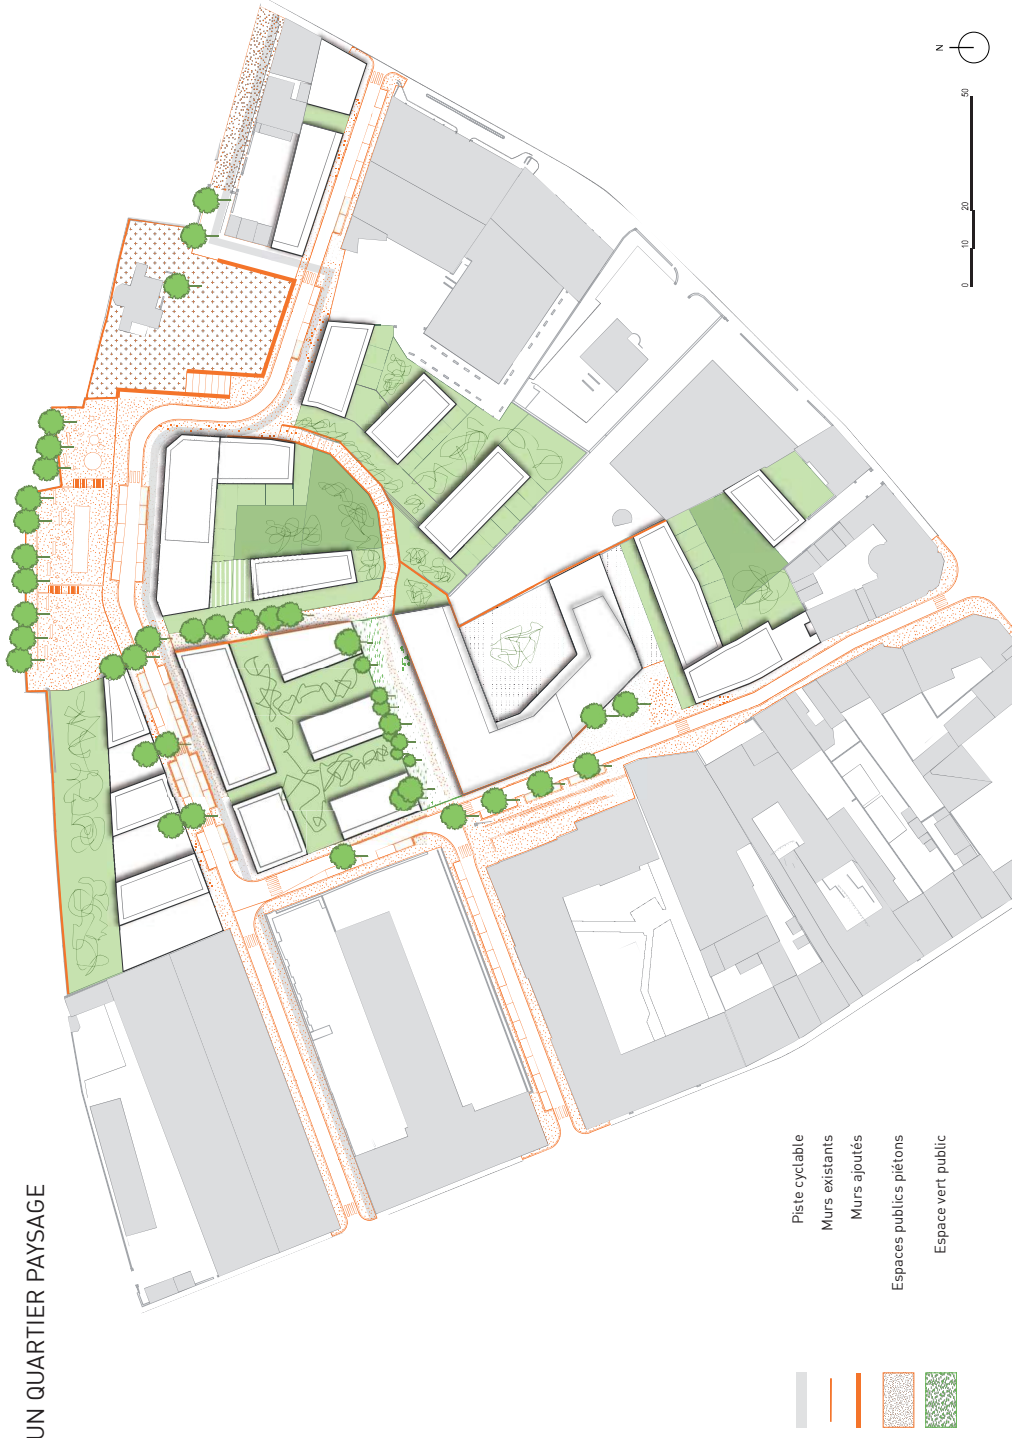 UN QUARTIER PAYSAGE
Piste cyclable
Murs existants
Murs ajoutés
Espaces publics piétons
Espace vert public
0 10 20 50
N